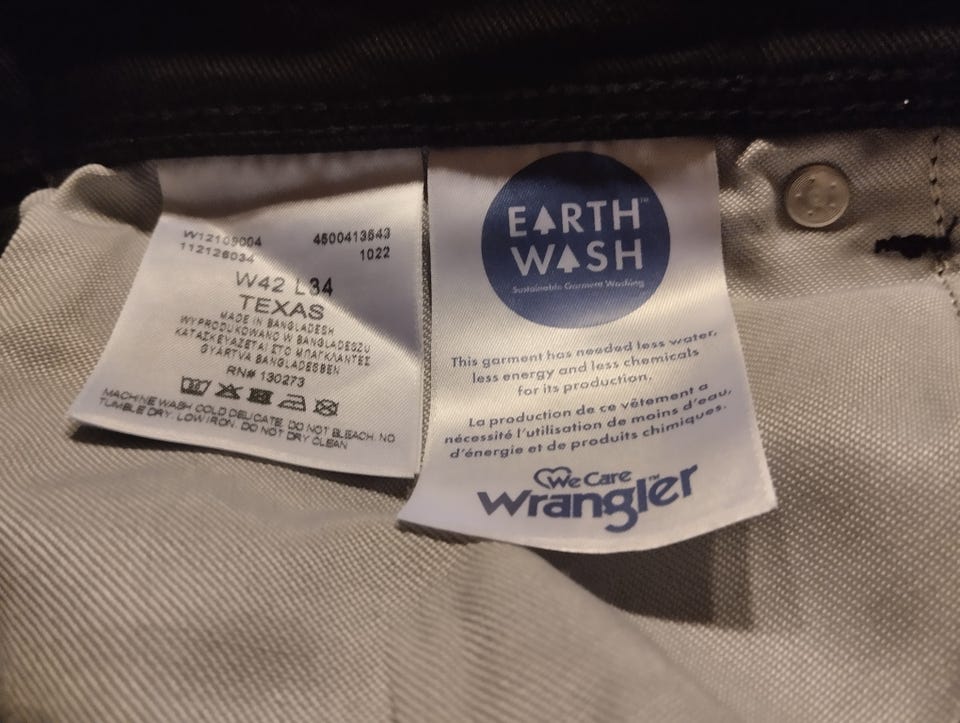 W12109004 4500413643
112126034 1022
W42 L34
TEXAS
MADE IN BANGLADESH
WYPRODUKOWANO W BANGLADESZU
ΚΑΤΑΣΚΕΥΑΖΕΤΑΙ ΣΤΟ ΜΠΑΓΚΛΑΝΤΕΣ
GYÁRTVA BANGLADESBEN
RN# 130273
MACHINE WASH COLD DELICATE. DO NOT BLEACH. NO
TUMBLE DRY. LOW IRON. DO NOT DRY CLEAN
EARTH™
WASH
Sustainable Garment Washing
This garment has needed less water,
less energy and less chemicals
for its production.
La production de ce vêtement a
nécessité l'utilisation de moins d'eau,
d'énergie et de produits chimiques.
We Care
Wrangler™